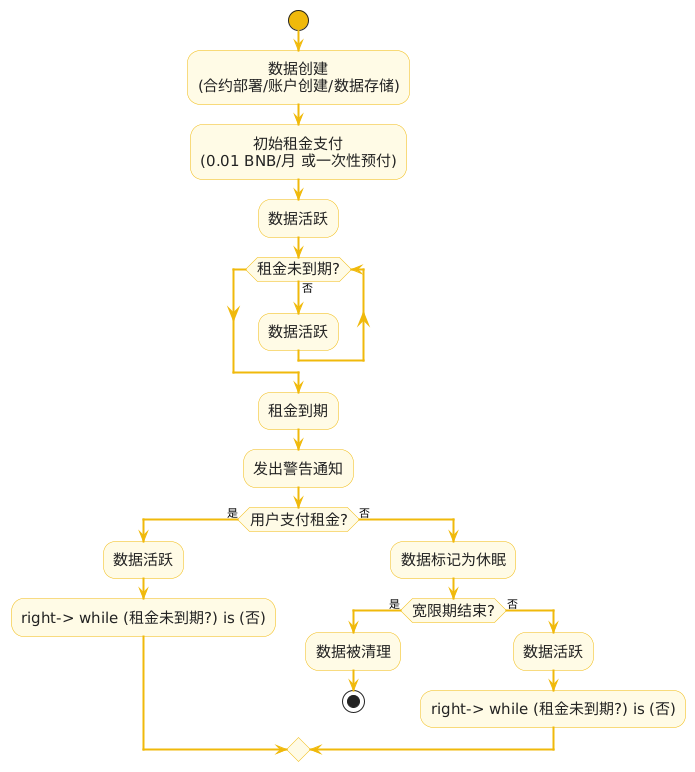 数据创建
(合约部署/账户创建/数据存储)
初始租金支付
(0.01 BNB/月 或一次性预付)
数据活跃
租金未到期?
否
数据活跃
租金到期
发出警告通知
是
用户支付租金?
否
数据活跃
right-> while (租金未到期?) is (否)
数据标记为休眠
是
宽限期结束?
否
数据被清理
数据活跃
right-> while (租金未到期?) is (否)